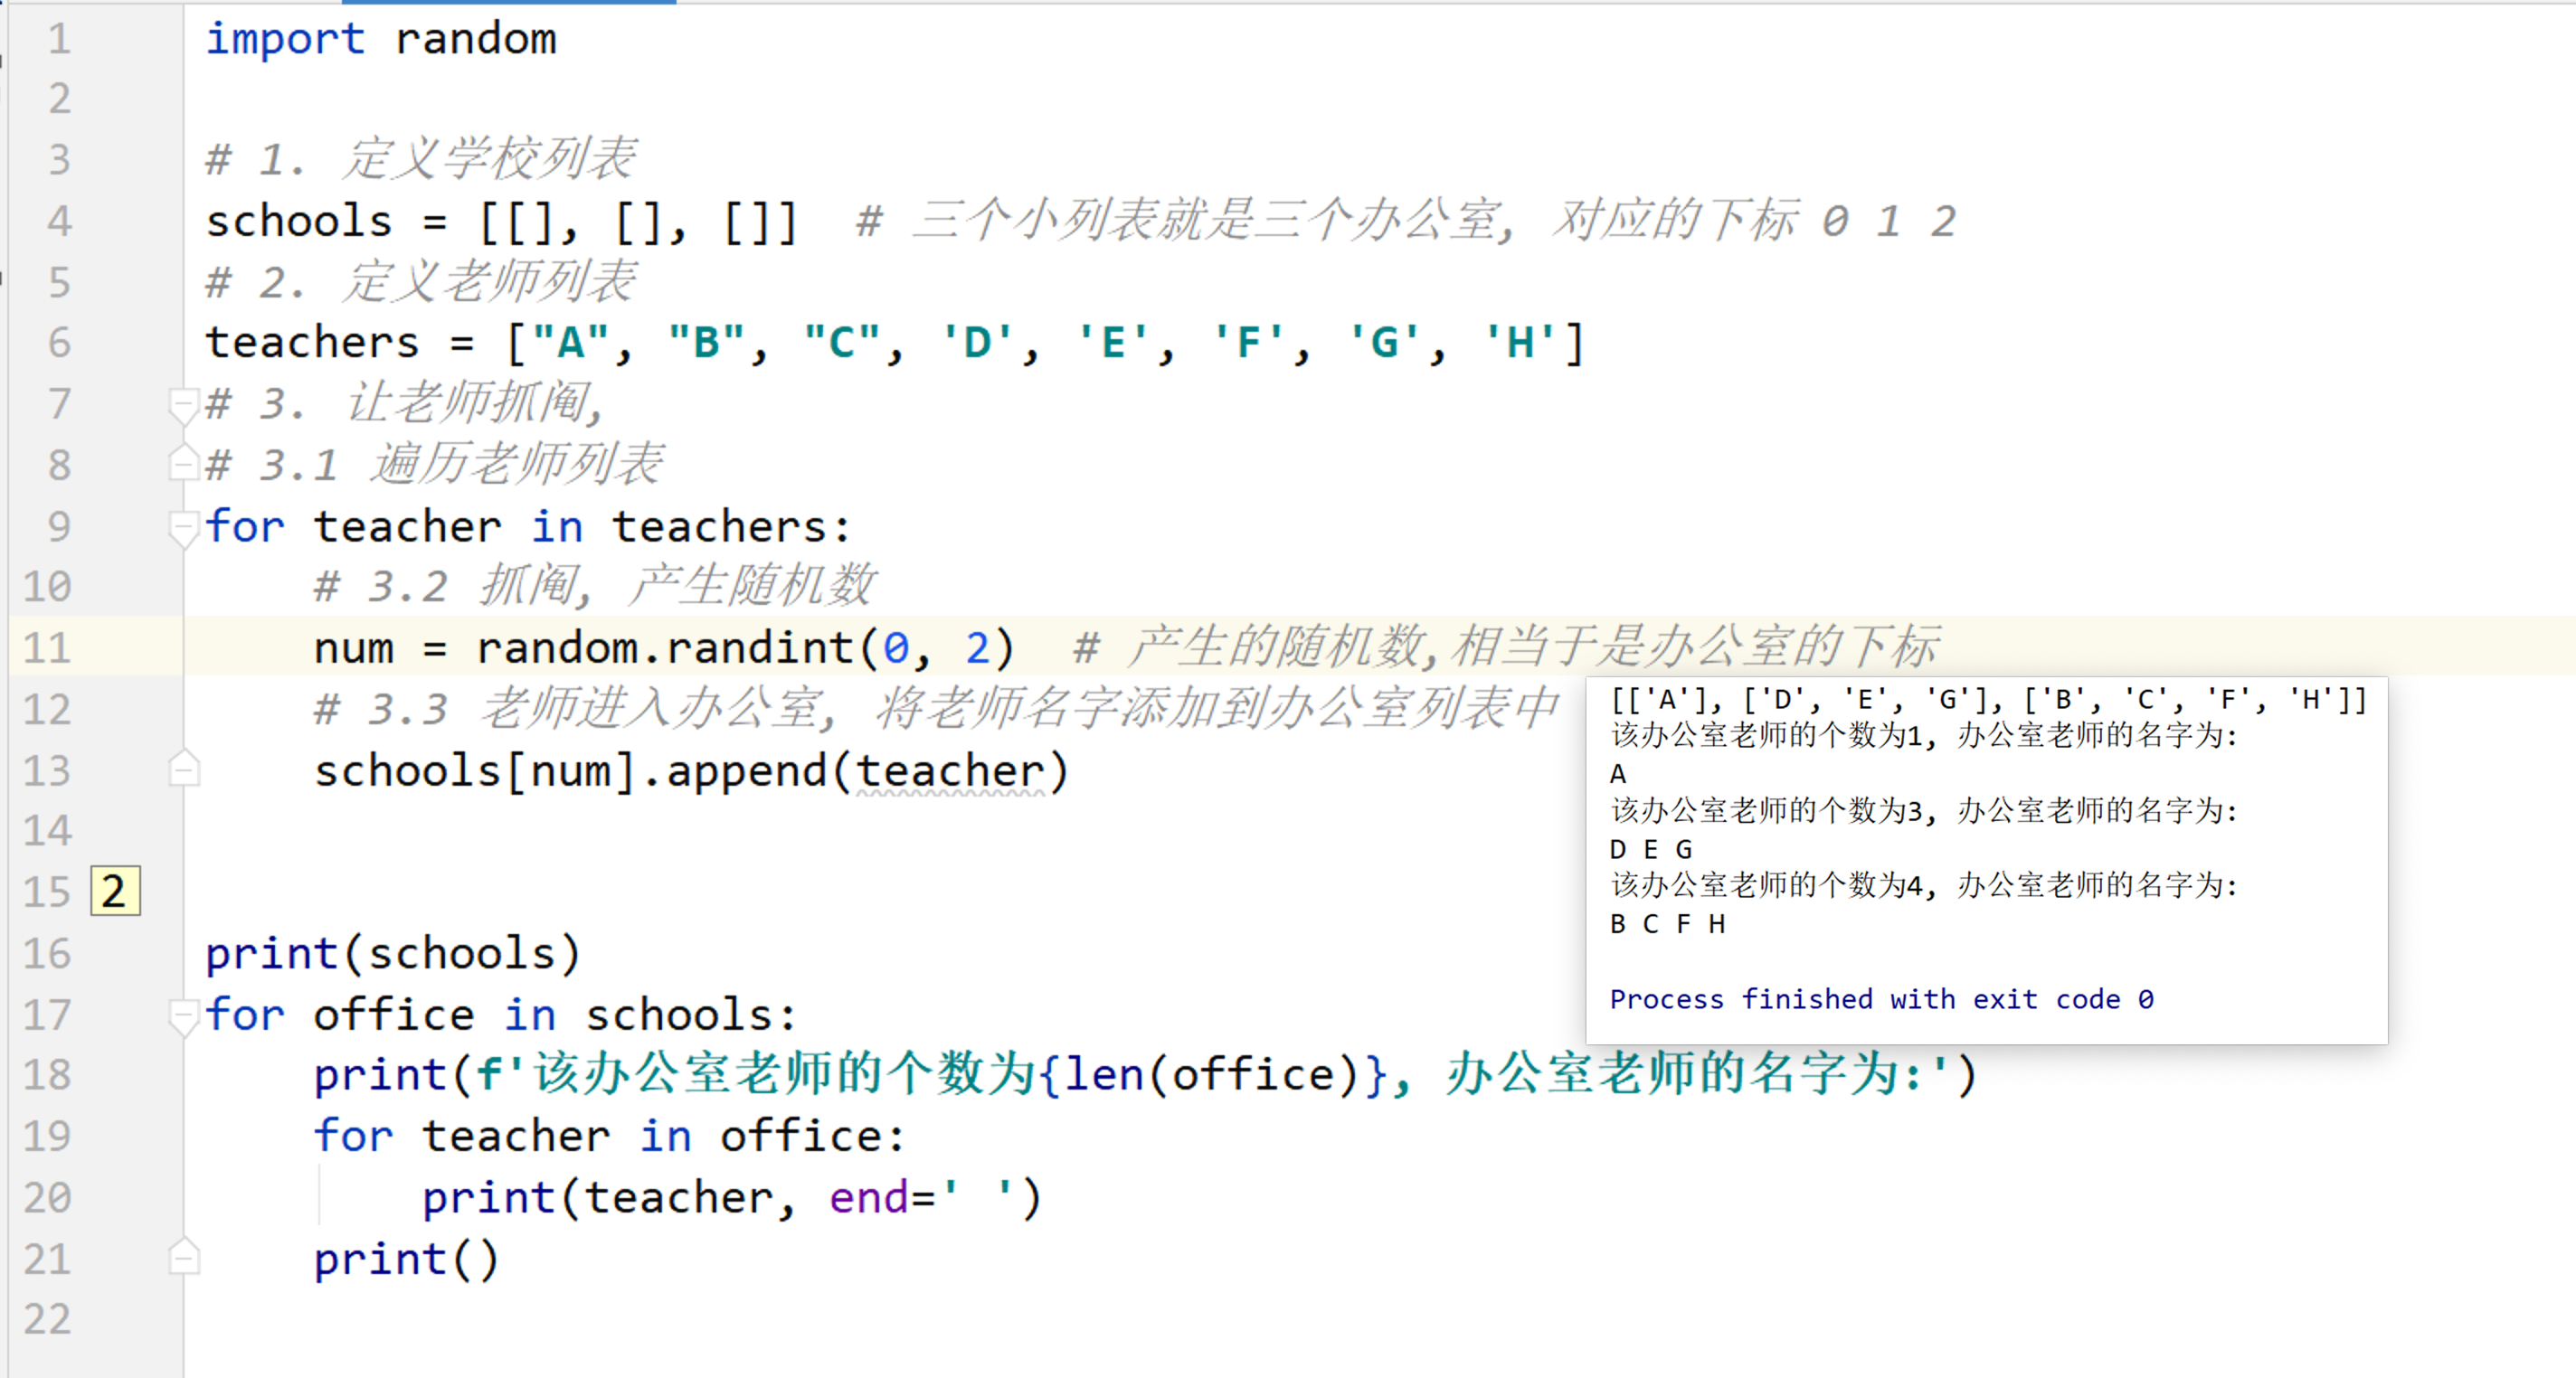 1 import random
2
3 # 1. 定义学校列表
4 schools = [[], [], []]  # 三个小列表就是三个办公室, 对应的下标 0 1 2
5 # 2. 定义老师列表
6 teachers = ["A", "B", "C", 'D', 'E', 'F', 'G', 'H']
7 # 3. 让老师抓阄,
8 # 3.1 遍历老师列表
9 for teacher in teachers:
10     # 3.2 抓阄, 产生随机数
11     num = random.randint(0, 2)  # 产生的随机数,相当于是办公室的下标
12     # 3.3 老师进入办公室, 将老师名字添加到办公室列表中
13     schools[num].append(teacher)
14
15 2
16 print(schools)
17 for office in schools:
18     print(f'该办公室老师的个数为{len(office)}, 办公室老师的名字为:')
19     for teacher in office:
20         print(teacher, end=' ')
21     print()
22
[['A'], ['D', 'E', 'G'], ['B', 'C', 'F', 'H']]
该办公室老师的个数为1, 办公室老师的名字为:
A
该办公室老师的个数为3, 办公室老师的名字为:
D E G
该办公室老师的个数为4, 办公室老师的名字为:
B C F H
Process finished with exit code 0